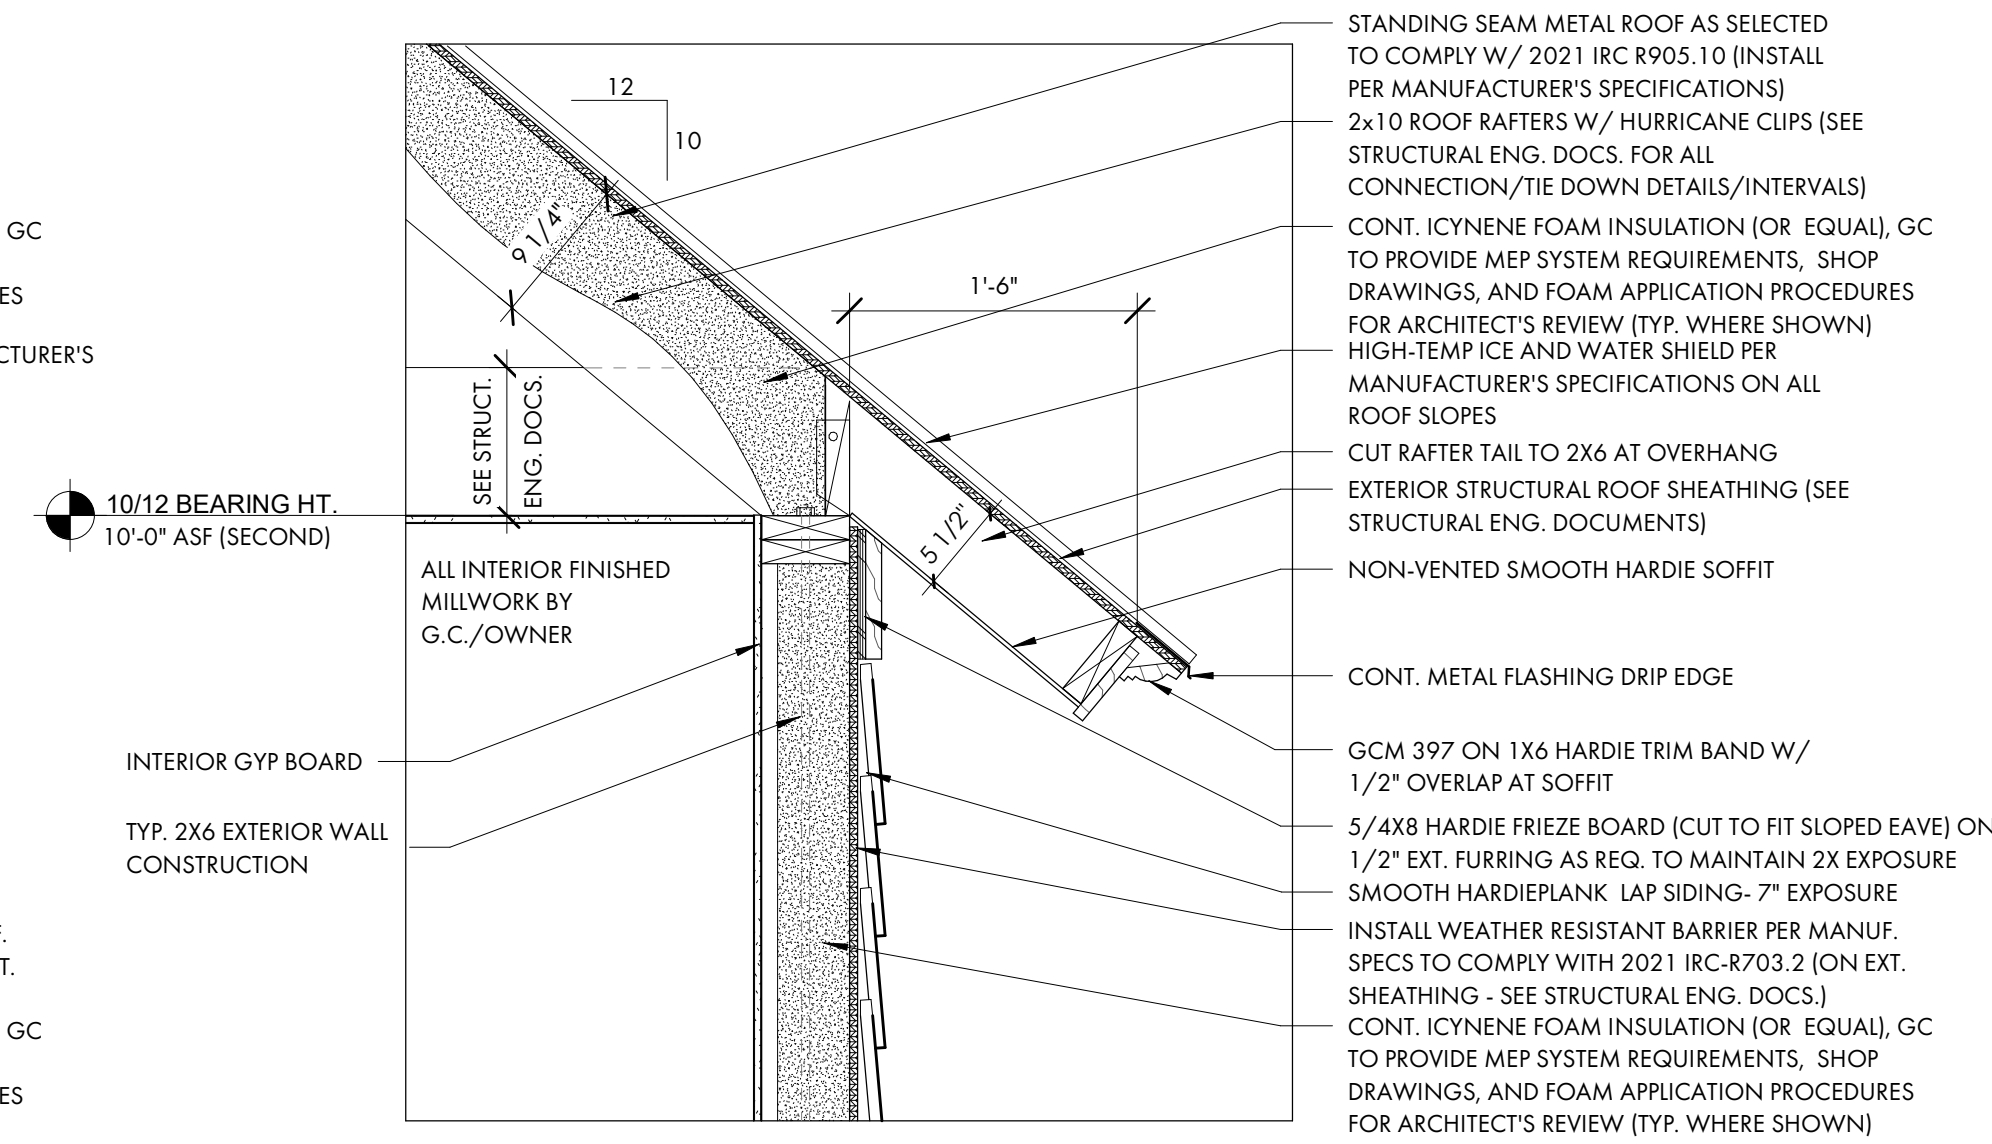 GC
ES
CTURER'S
10/12 BEARING HT.
10'-0" ASF (SECOND)
INTERIOR GYP BOARD
TYP. 2X6 EXTERIOR WALL
CONSTRUCTION
T.
GC
ES
12
10
9 1/4"
1'-6"
SEE STRUCT.
ENG. DOCS.
5 1/2"
ALL INTERIOR FINISHED
MILLWORK BY
G.C./OWNER
STANDING SEAM METAL ROOF AS SELECTED
TO COMPLY W/ 2021 IRC R905.10 (INSTALL
PER MANUFACTURER'S SPECIFICATIONS)
2x10 ROOF RAFTERS W/ HURRICANE CLIPS (SEE
STRUCTURAL ENG. DOCS. FOR ALL
CONNECTION/TIE DOWN DETAILS/INTERVALS)
CONT. ICYNENE FOAM INSULATION (OR EQUAL), GC
TO PROVIDE MEP SYSTEM REQUIREMENTS, SHOP
DRAWINGS, AND FOAM APPLICATION PROCEDURES
FOR ARCHITECT'S REVIEW (TYP. WHERE SHOWN)
HIGH-TEMP ICE AND WATER SHIELD PER
MANUFACTURER'S SPECIFICATIONS ON ALL
ROOF SLOPES
CUT RAFTER TAIL TO 2X6 AT OVERHANG
EXTERIOR STRUCTURAL ROOF SHEATHING (SEE
STRUCTURAL ENG. DOCUMENTS)
NON-VENTED SMOOTH HARDIE SOFFIT
CONT. METAL FLASHING DRIP EDGE
GCM 397 ON 1X6 HARDIE TRIM BAND W/
1/2" OVERLAP AT SOFFIT
5/4X8 HARDIE FRIEZE BOARD (CUT TO FIT SLOPED EAVE) ON
1/2" EXT. FURRING AS REQ. TO MAINTAIN 2X EXPOSURE
SMOOTH HARDIEPLANK LAP SIDING- 7" EXPOSURE
INSTALL WEATHER RESISTANT BARRIER PER MANUF.
SPECS TO COMPLY WITH 2021 IRC-R703.2 (ON EXT.
SHEATHING - SEE STRUCTURAL ENG. DOCS.)
CONT. ICYNENE FOAM INSULATION (OR EQUAL), GC
TO PROVIDE MEP SYSTEM REQUIREMENTS, SHOP
DRAWINGS, AND FOAM APPLICATION PROCEDURES
FOR ARCHITECT'S REVIEW (TYP. WHERE SHOWN)